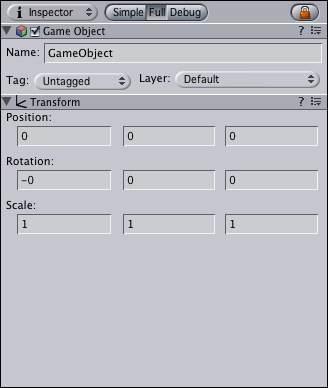 i Inspector Simple Full Debug
Game Object ?
Name: GameObject
Tag: Untagged Layer: Default
Transform ?
Position:
0 0 0
Rotation:
-0 0 0
Scale:
1 1 1